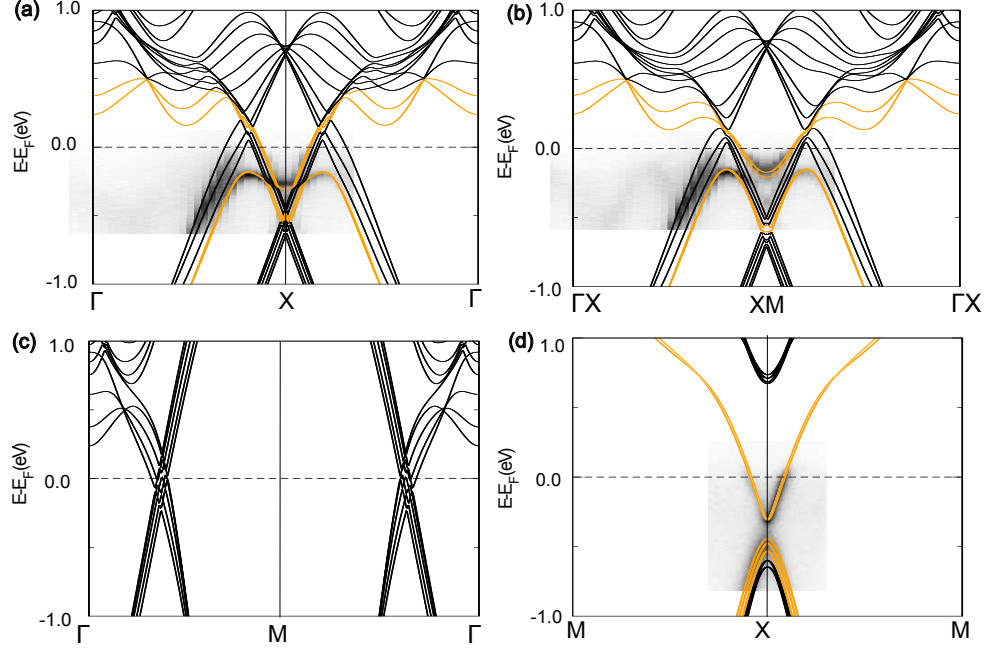 (a)
1.0
E-E_F(eV)
0.0
-1.0
Γ X Γ
(b)
1.0
E-E_F(eV)
0.0
-1.0
ΓX XM ΓX
(c)
1.0
E-E_F(eV)
0.0
-1.0
Γ M Γ
(d)
1.0
E-E_F(eV)
0.0
-1.0
M X M